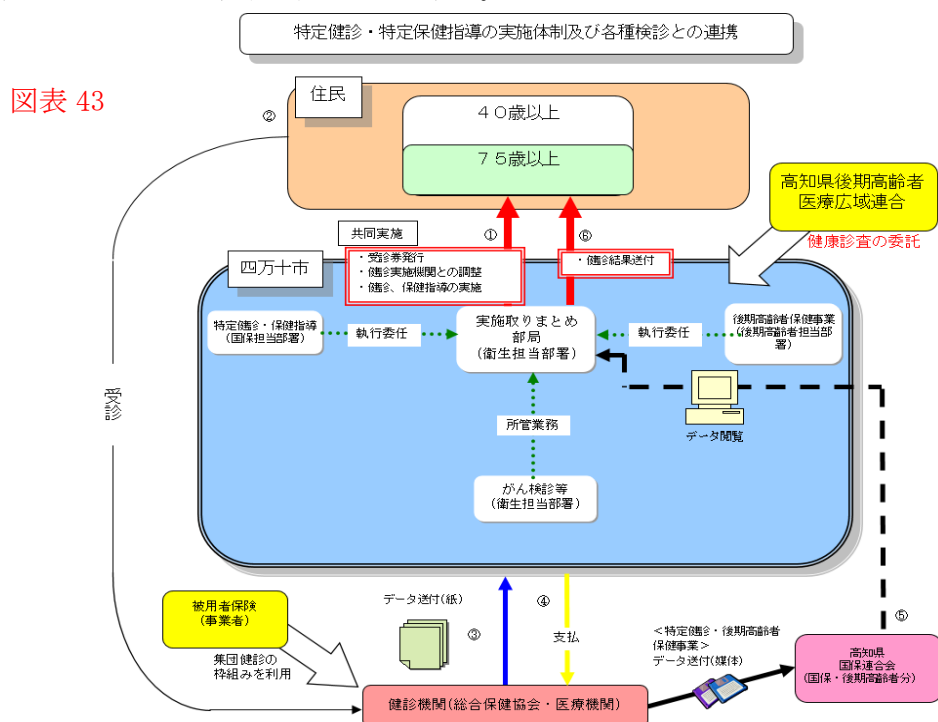 特定健診・特定保健指導の実施体制及び各種検診との連携
図表 43
住民
②
40歳以上
75歳以上
高知県後期高齢者
医療広域連合
健康診査の委託
共同実施
①
⑥
四万十市
・受診券発行
・健診実施機関との調整
・健診、保健指導の実施
・健診結果送付
特定健診・保健指導
(国保担当部署)
執行委任
実施取りまとめ
部局
(衛生担当部署)
執行委任
後期高齢者保健事業
(後期高齢者担当部
署)
受診
データ閲覧
所管業務
がん検診等
(衛生担当部署)
被用者保険
(事業者)
集団健診の
枠組みを利用
データ送付(紙)
③
④
支払
<特定健診・後期高齢者
保健事業>
データ送付(媒体)
⑤
高知県
国保連合会
(国保・後期高齢者分)
健診機関(総合保健協会・医療機関)